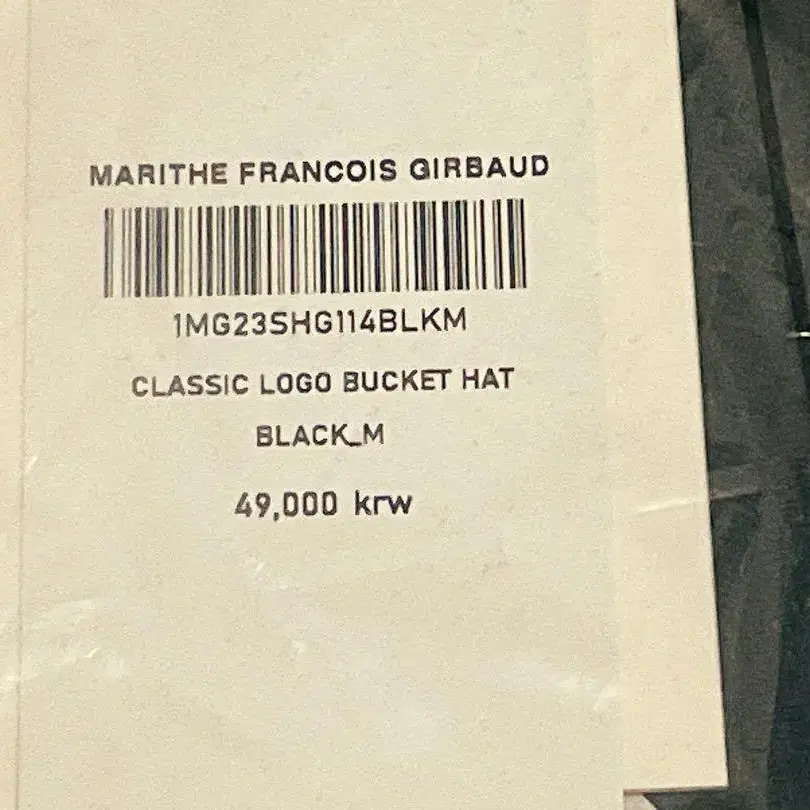 MARITHE FRANCOIS GIRBAUD
1MG23SHG114BLKM
CLASSIC LOGO BUCKET HAT
BLACK_M
49,000 krw